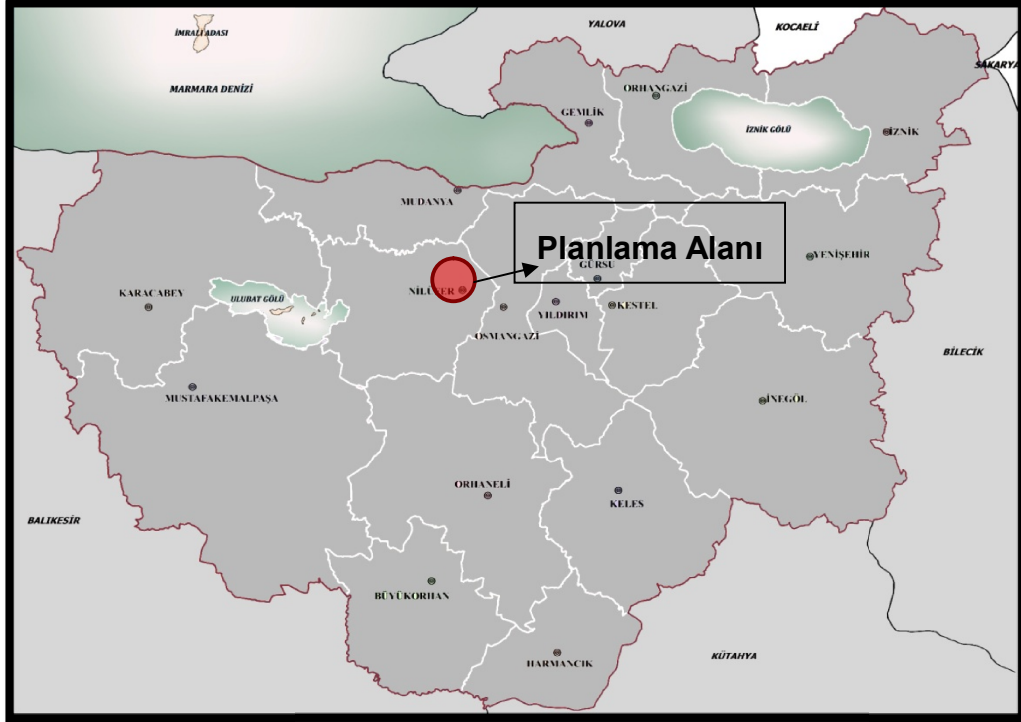 YALOVA
KOCAELİ
İMRALI ADASI
SAKARYA
MARMARA DENİZİ
ORHANGAZİ
GEMLİK
İZNİK GÖLÜ
İZNİK
MUDANYA
Planlama Alanı
YENİŞEHİR
GÜRSU
NİLÜFER
KARACABEY
ULUBAT GÖLÜ
YILDIRIM
KESTEL
OSMANGAZİ
BİLECİK
MUSTAFAKEMALPAŞA
İNEGÖL
ORHANELİ
KELES
BALIKESİR
BÜYÜKORHAN
KÜTAHYA
HARMANCIK